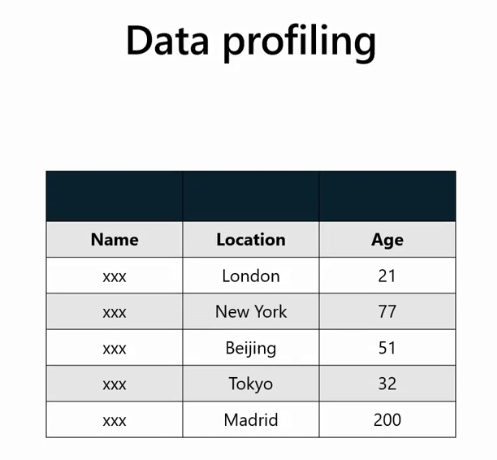 Data profiling
Name Location Age
xxx London 21
xxx New York 77
xxx Beijing 51
xxx Tokyo 32
xxx Madrid 200